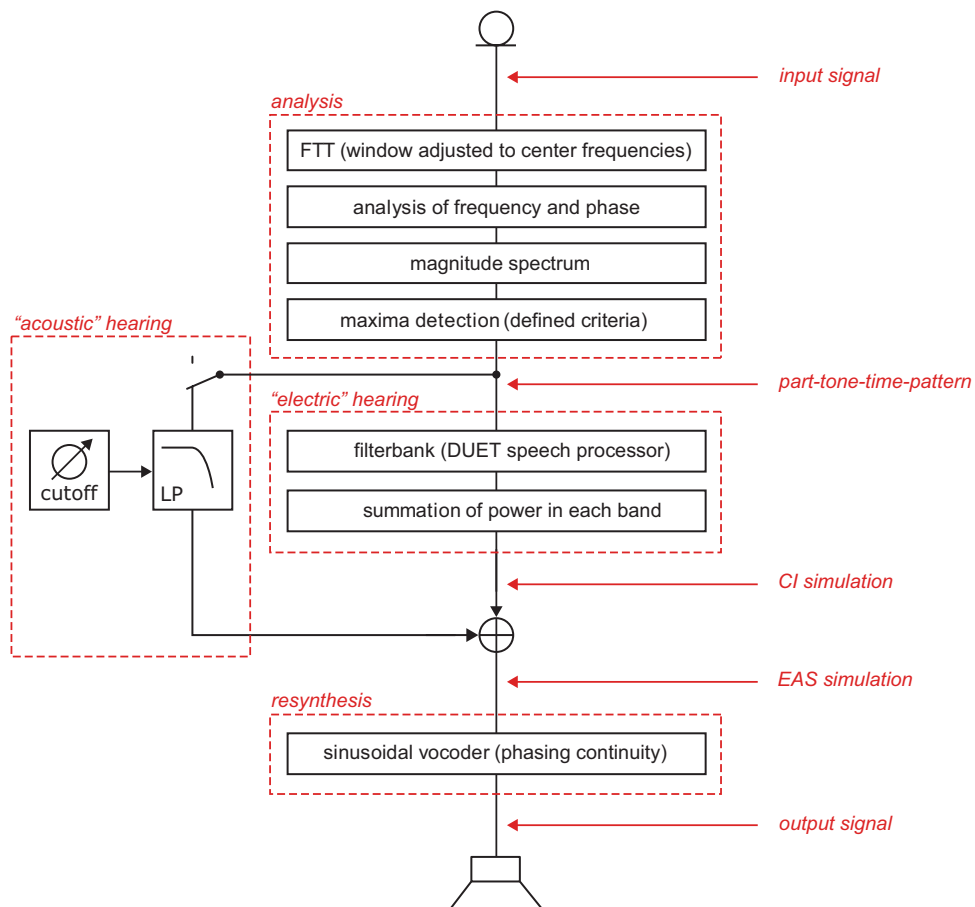 input signal
analysis
FTT (window adjusted to center frequencies)
analysis of frequency and phase
magnitude spectrum
maxima detection (defined criteria)
“acoustic” hearing
part-tone-time-pattern
“electric” hearing
filterbank (DUET speech processor)
cutoff
LP
summation of power in each band
CI simulation
EAS simulation
resynthesis
sinusoidal vocoder (phasing continuity)
output signal